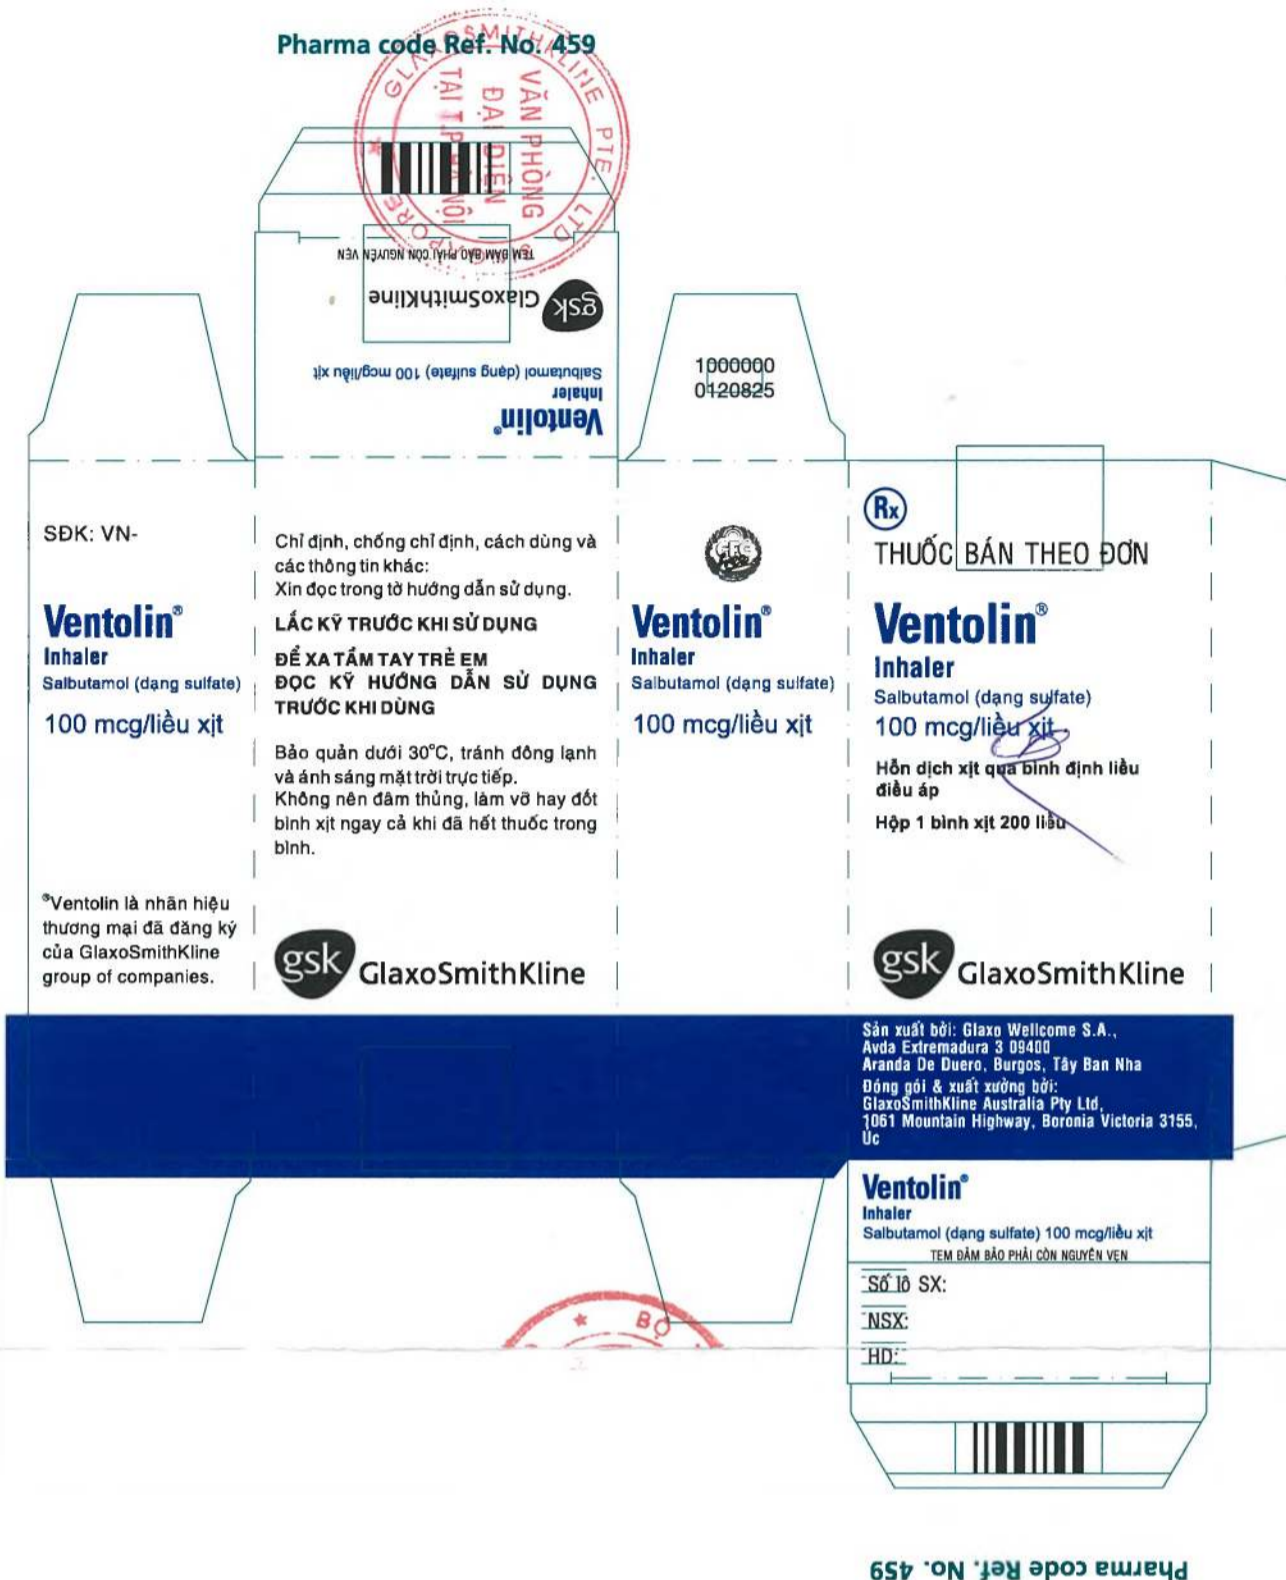 Pharma code Ref. No. 459
GLAXOSMITHKLINE PTE. LTD
VĂN PHÒNG
ĐẠI DIỆN
TẠI T.P
NỘI
TEM ĐẢM BẢO PHẢI CÒN NGUYÊN VẸN
gsk GlaxoSmithKline
Salbutamol (dạng sulfate) 100 mcg/liều xịt
Inhaler
Ventolin®
1000000
0120825
SĐK: VN-
Ventolin®
Inhaler
Salbutamol (dạng sulfate)
100 mcg/liều xịt
®Ventolin là nhãn hiệu
thương mại đã đăng ký
của GlaxoSmithKline
group of companies.
Chỉ định, chống chỉ định, cách dùng và
các thông tin khác:
Xin đọc trong tờ hướng dẫn sử dụng.
LẮC KỸ TRƯỚC KHI SỬ DỤNG
ĐỂ XA TẦM TAY TRẺ EM
ĐỌC KỸ HƯỚNG DẪN SỬ DỤNG
TRƯỚC KHI DÙNG
Bảo quản dưới 30°C, tránh đông lạnh
và ánh sáng mặt trời trực tiếp.
Không nên đâm thủng, làm vỡ hay đốt
bình xịt ngay cả khi đã hết thuốc trong
bình.
gsk GlaxoSmithKline
Ventolin®
Inhaler
Salbutamol (dạng sulfate)
100 mcg/liều xịt
Rx
THUỐC BÁN THEO ĐƠN
Ventolin®
Inhaler
Salbutamol (dạng sulfate)
100 mcg/liều xịt
Hỗn dịch xịt qua bình định liều
điều áp
Hộp 1 bình xịt 200 liều
gsk GlaxoSmithKline
Sản xuất bởi: Glaxo Wellcome S.A.,
Avda Extremadura 3 09400
Aranda De Duero, Burgos, Tây Ban Nha
Đóng gói & xuất xưởng bởi:
GlaxoSmithKline Australia Pty Ltd,
1061 Mountain Highway, Boronia Victoria 3155,
Úc
Ventolin®
Inhaler
Salbutamol (dạng sulfate) 100 mcg/liều xịt
TEM ĐẢM BẢO PHẢI CÒN NGUYÊN VẸN
Số lô SX:
NSX:
HD:
BỘ
Pharma code Ref. No. 459